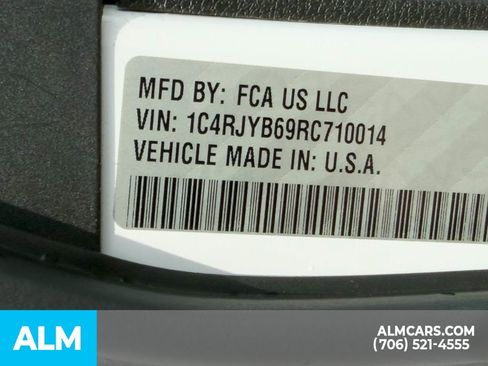 MFD BY: FCA US LLC
VIN: 1C4RJYB69RC710014
VEHICLE MADE IN: U.S.A.
ALM
ALMCARS.COM
(706) 521-4555